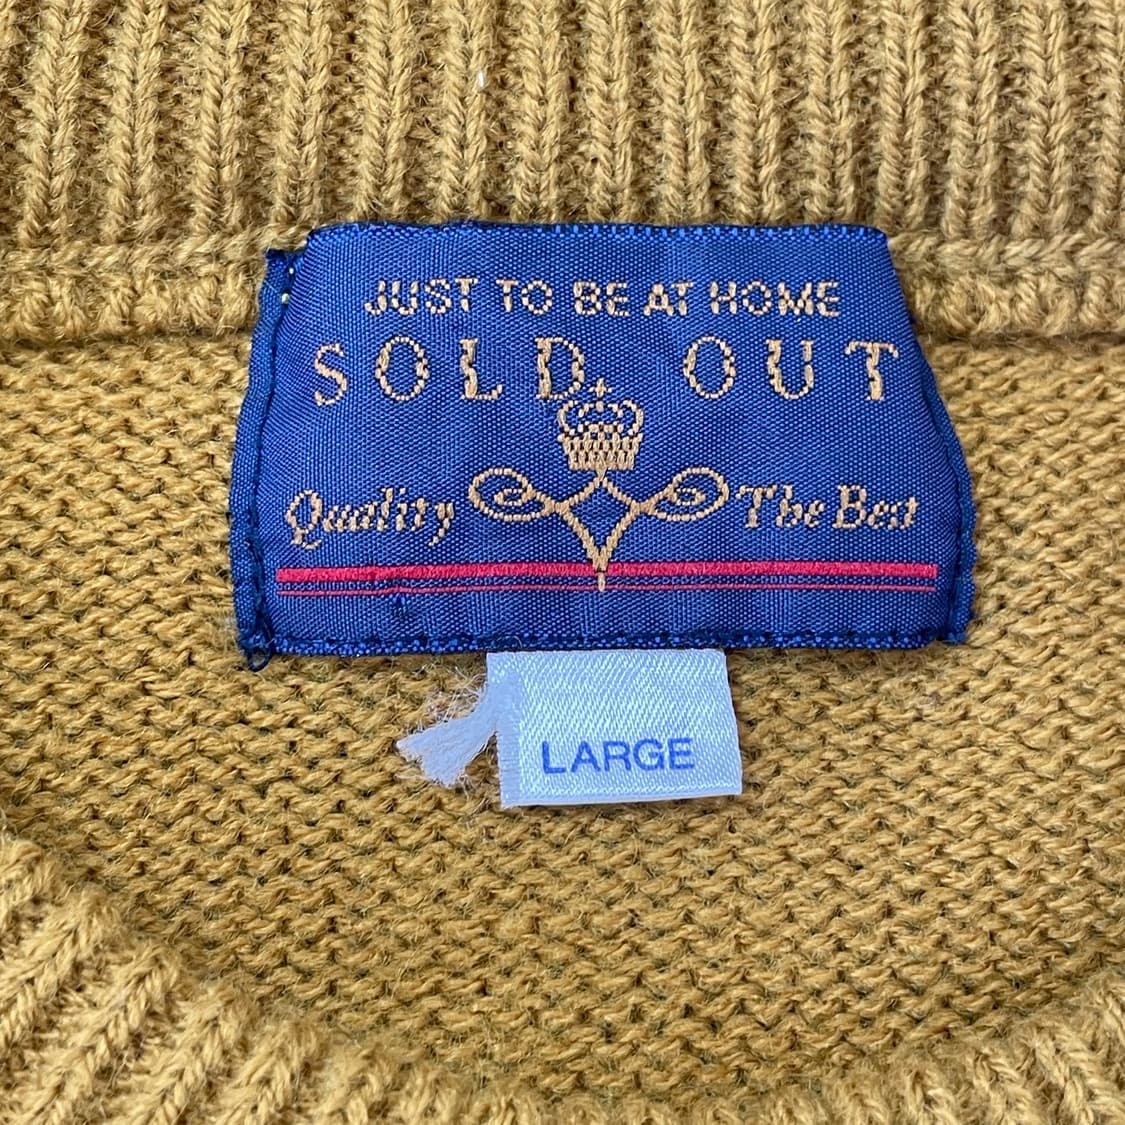 JUST TO BE AT HOME
SOLD OUT
Quality The Best
LARGE